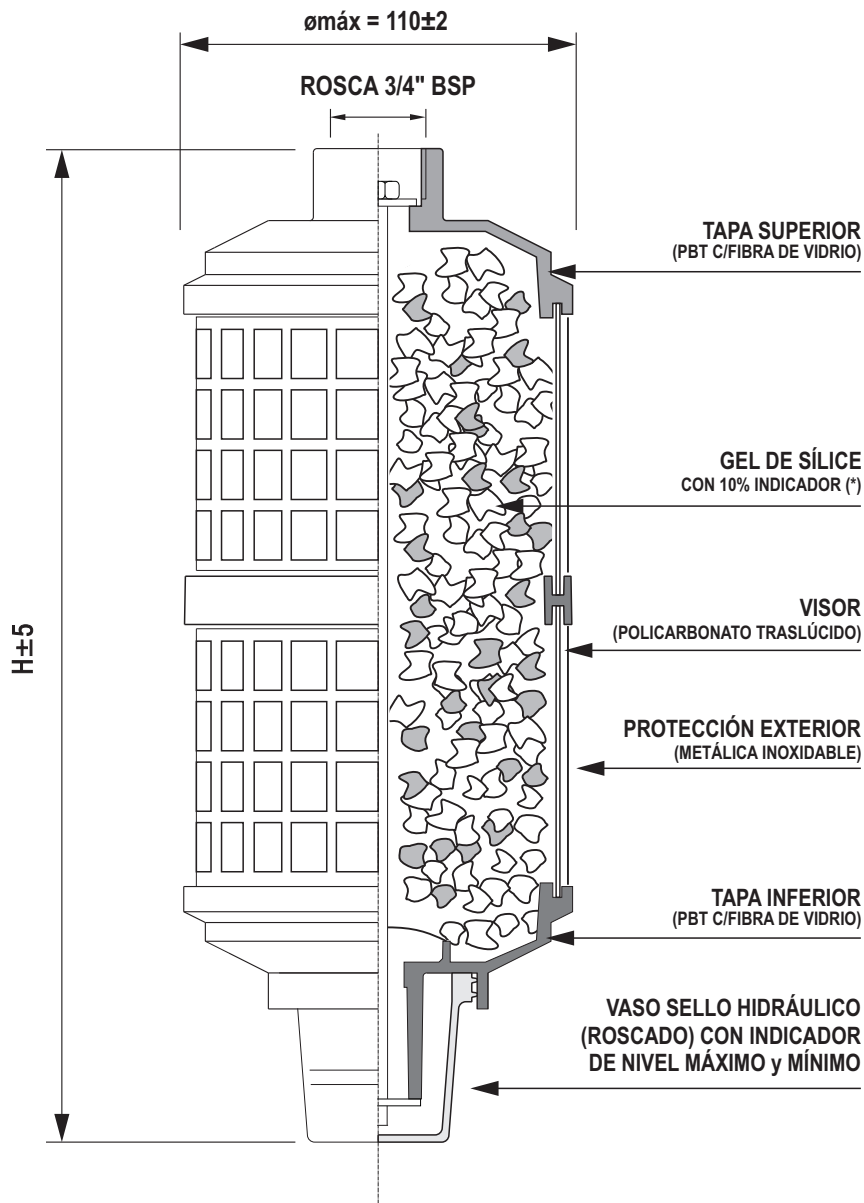 ømáx = 110±2
ROSCA 3/4" BSP
TAPA SUPERIOR
(PBT C/FIBRA DE VIDRIO)
GEL DE SÍLICE
CON 10% INDICADOR (*)
VISOR
(POLICARBONATO TRASLÚCIDO)
H±5
PROTECCIÓN EXTERIOR
(METÁLICA INOXIDABLE)
TAPA INFERIOR
(PBT C/FIBRA DE VIDRIO)
VASO SELLO HIDRÁULICO
(ROSCADO) CON INDICADOR
DE NIVEL MÁXIMO y MÍNIMO